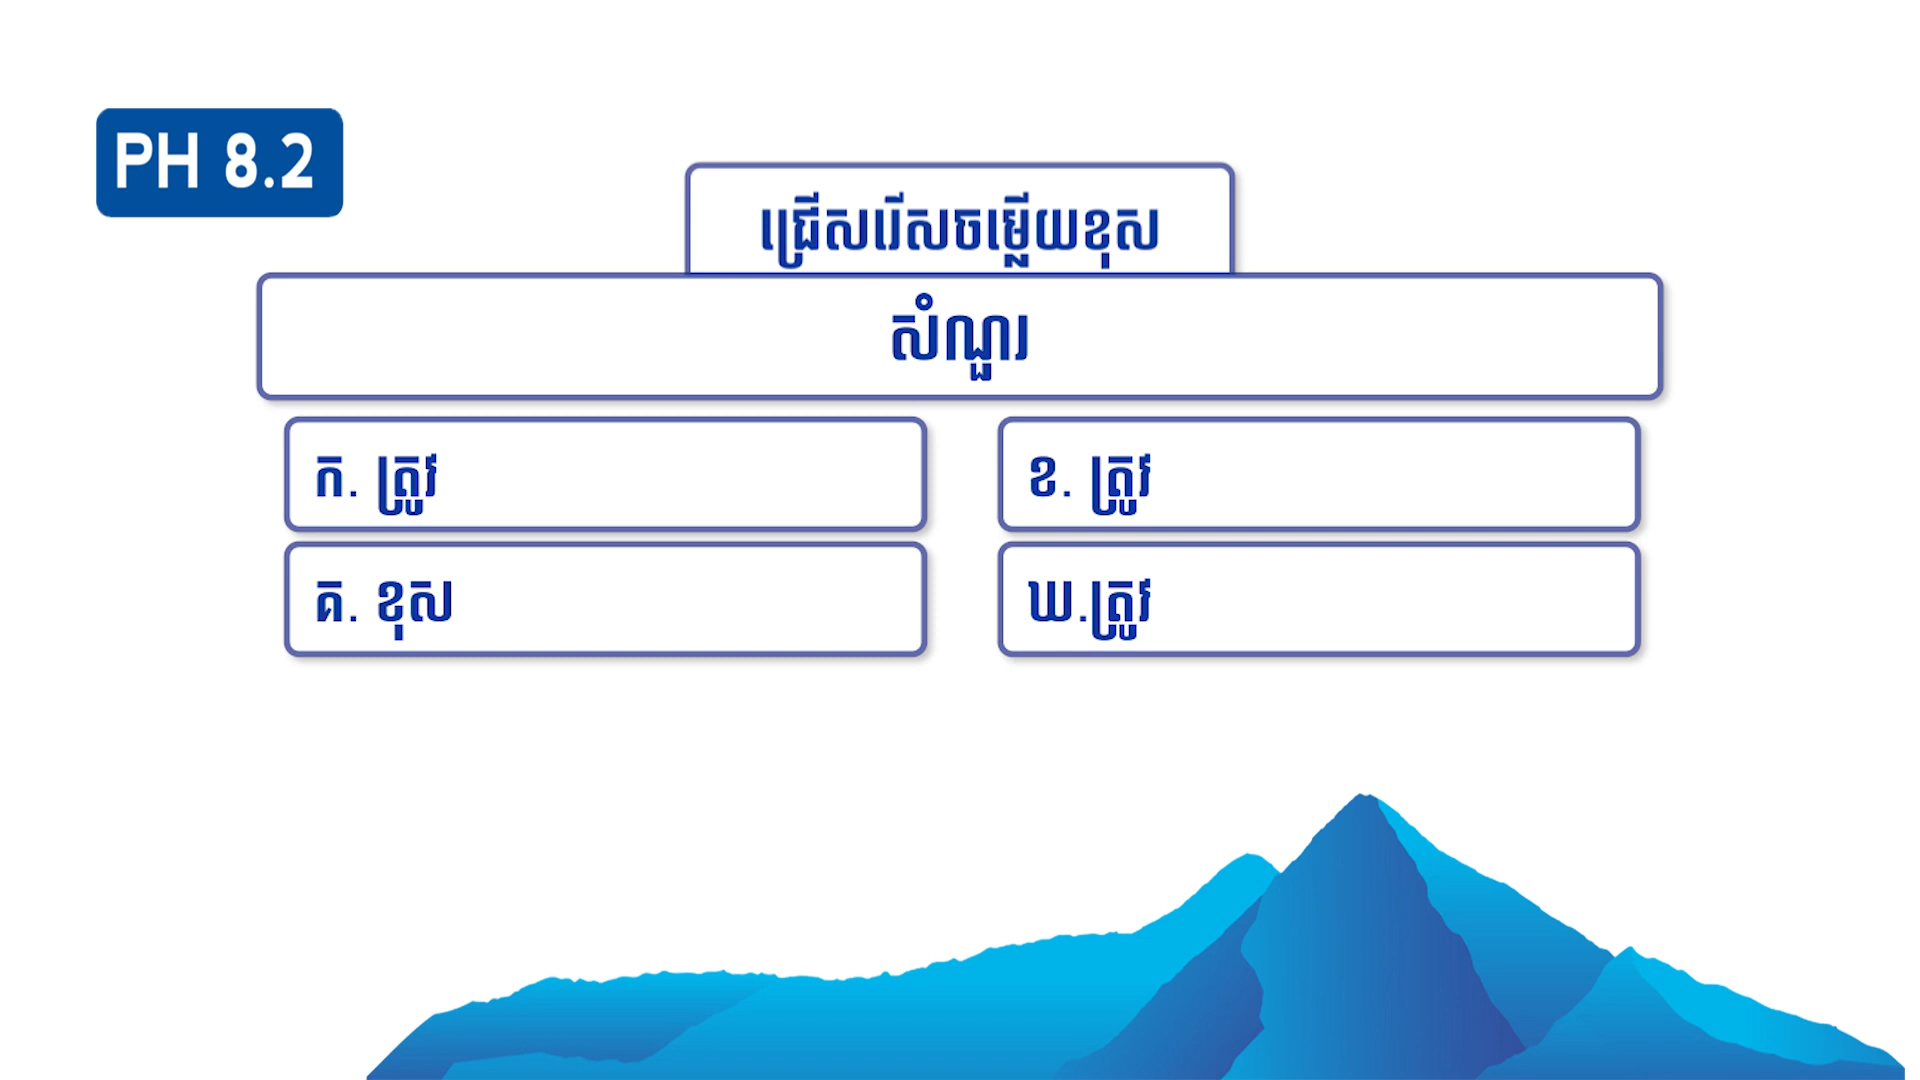 PH 8.2
ជ្រើសរើសចម្លើយខុស
សំណួរ
ក. ត្រូវ
ខ. ត្រូវ
គ. ខុស
ឃ.ត្រូវ